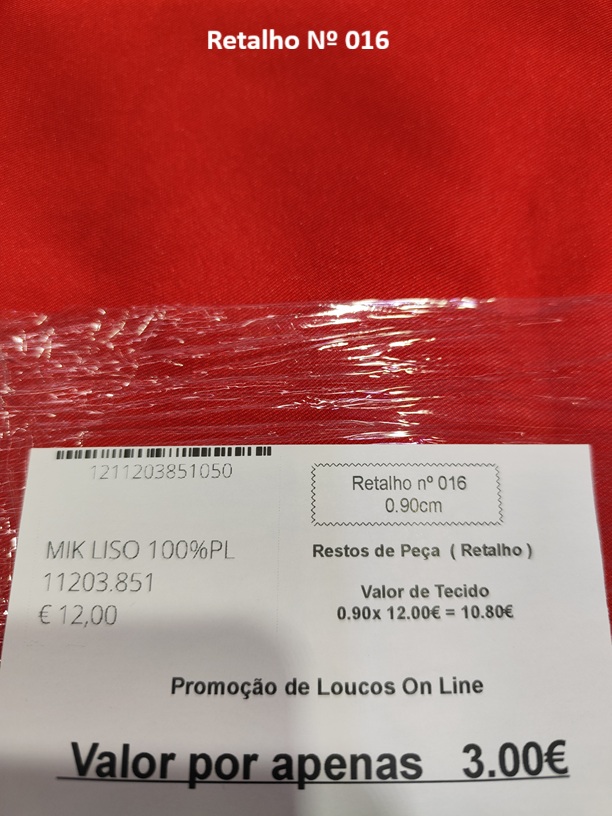 Retalho Nº 016
1211203851050
MIK LISO 100%PL
11203.851
€ 12,00
Retalho nº 016
0.90cm
Restos de Peça ( Retalho )
Valor de Tecido
0.90x 12.00€ = 10.80€
Promoção de Loucos On Line
Valor por apenas 3.00€